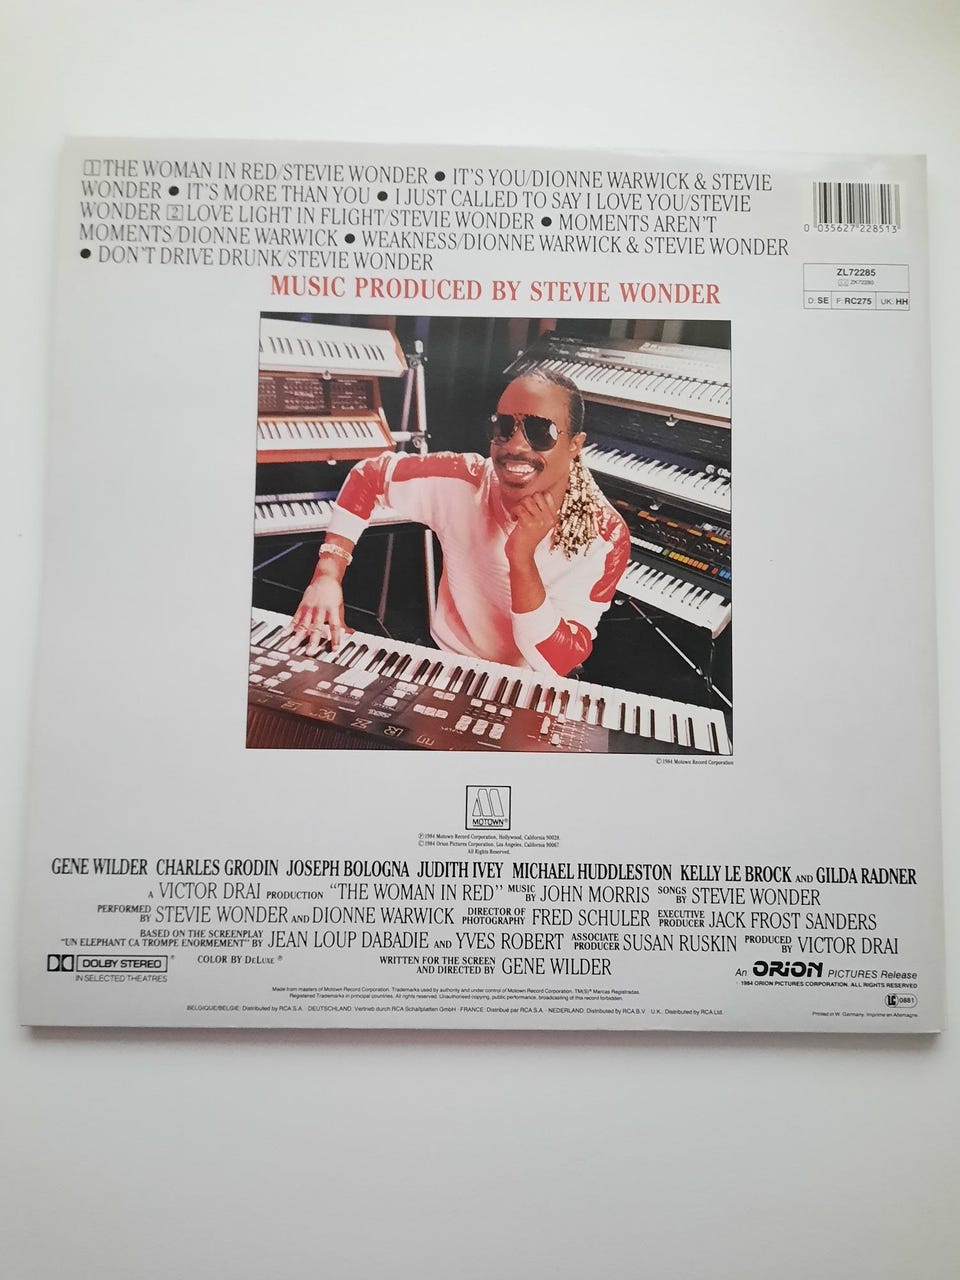 1 THE WOMAN IN RED/STEVIE WONDER ● IT'S YOU/DIONNE WARWICK & STEVIE
WONDER ● IT'S MORE THAN YOU ● I JUST CALLED TO SAY I LOVE YOU/STEVIE
WONDER 2 LOVE LIGHT IN FLIGHT/STEVIE WONDER ● MOMENTS AREN'T
MOMENTS/DIONNE WARWICK ● WEAKNESS/DIONNE WARWICK & STEVIE WONDER
● DON'T DRIVE DRUNK/STEVIE WONDER
0 035627 228513
ZL72285
ZK72285
D: SE F: RC275 UK: HH
MUSIC PRODUCED BY STEVIE WONDER
KURZWEIL
©1984 Motown Record Corporation
MOTOWN®
℗1984 Motown Record Corporation, Hollywood, California 90028.
©1984 Orion Pictures Corporation, Los Angeles, California 90067.
All Rights Reserved.
GENE WILDER CHARLES GRODIN JOSEPH BOLOGNA JUDITH IVEY MICHAEL HUDDLESTON KELLY LE BROCK AND GILDA RADNER
A VICTOR DRAI PRODUCTION "THE WOMAN IN RED" MUSIC BY JOHN MORRIS SONGS BY STEVIE WONDER
PERFORMED BY STEVIE WONDER AND DIONNE WARWICK DIRECTOR OF PHOTOGRAPHY FRED SCHULER EXECUTIVE PRODUCER JACK FROST SANDERS
BASED ON THE SCREENPLAY "UN ELEPHANT CA TROMPE ENORMEMENT" BY JEAN LOUP DABADIE AND YVES ROBERT ASSOCIATE PRODUCER SUSAN RUSKIN PRODUCED BY VICTOR DRAI
DOLBY STEREO®
IN SELECTED THEATRES
COLOR BY DELUXE®
WRITTEN FOR THE SCREEN AND DIRECTED BY GENE WILDER
An ORION PICTURES Release
© 1984 ORION PICTURES CORPORATION. ALL RIGHTS RESERVED
Made from masters of Motown Record Corporation. Trademarks used by authority and under control of Motown Record Corporation. TM(S)® Marcas Registradas.
Registered Trademarks in principal countries. All rights reserved. Unauthorised copying, public performance, broadcasting of this record forbidden.
BELGIQUE/BELGIE: Distributed by RCA S.A. · DEUTSCHLAND: Vertrieb durch RCA Schallplatten GmbH · FRANCE: Distribué par RCA S.A. · NEDERLAND: Distributed by RCA B.V. · U.K.: Distributed by RCA Ltd.
LC 0881
Printed in W. Germany. Imprimé en Allemagne.